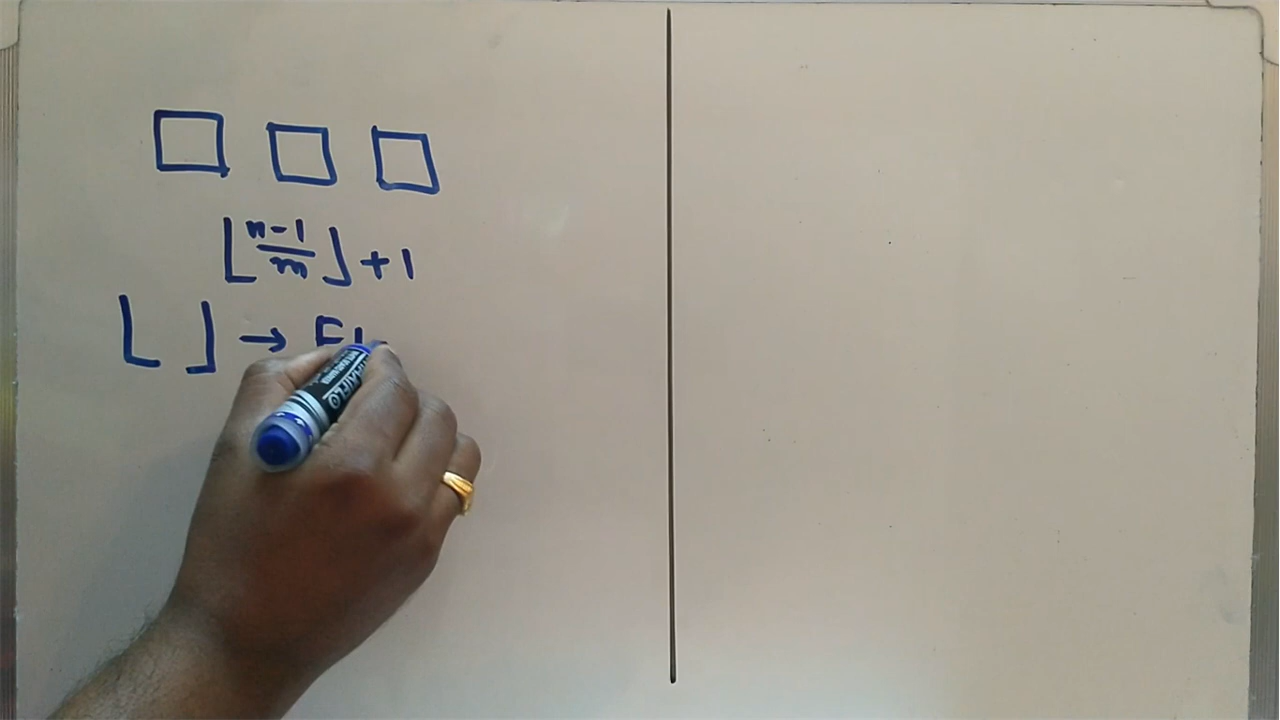 ⌊(n-1)/m⌋ + 1
⌊ ⌋ → Fl